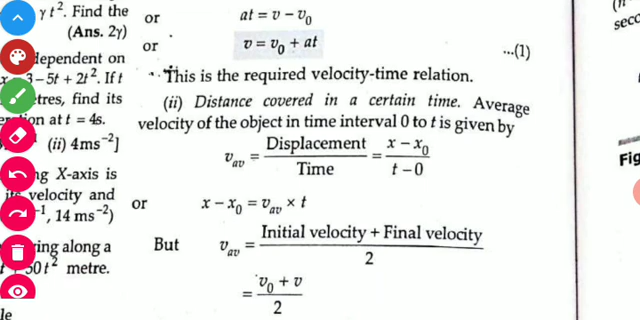 γ t². Find the
(Ans. 2γ)
dependent on
3 – 5t + 2t². If t
etres, find its
on at t = 4s.
(ii) 4ms⁻²]
ng X-axis is
velocity and
⁻¹, 14 ms⁻²)
ring along a
50 t² metre.
le
or at = v – v₀
or v = v₀ + at ...(1)
This is the required velocity-time relation.
(ii) Distance covered in a certain time. Average
velocity of the object in time interval 0 to t is given by
v_av = Displacement / Time = x – x₀ / t – 0
or x – x₀ = v_av × t
But v_av = Initial velocity + Final velocity / 2
= v₀ + v / 2
seco
Fig